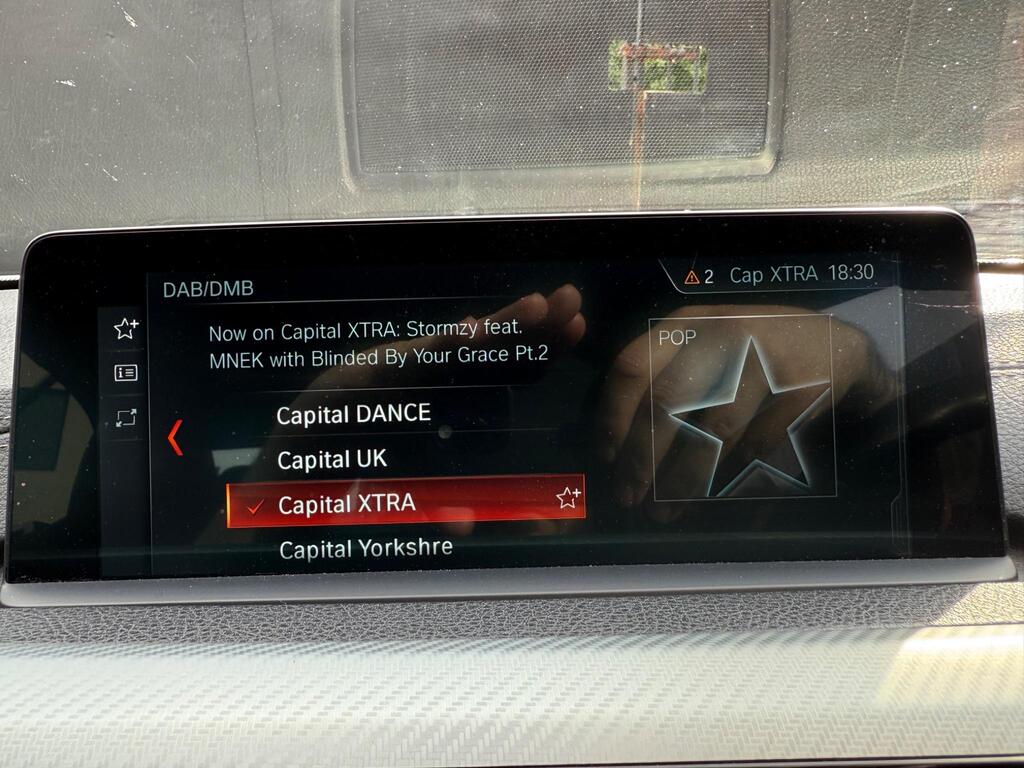 DAB/DMB
2 Cap XTRA 18:30
Now on Capital XTRA: Stormzy feat.
MNEK with Blinded By Your Grace Pt.2
POP
Capital DANCE
Capital UK
Capital XTRA
Capital Yorkshre